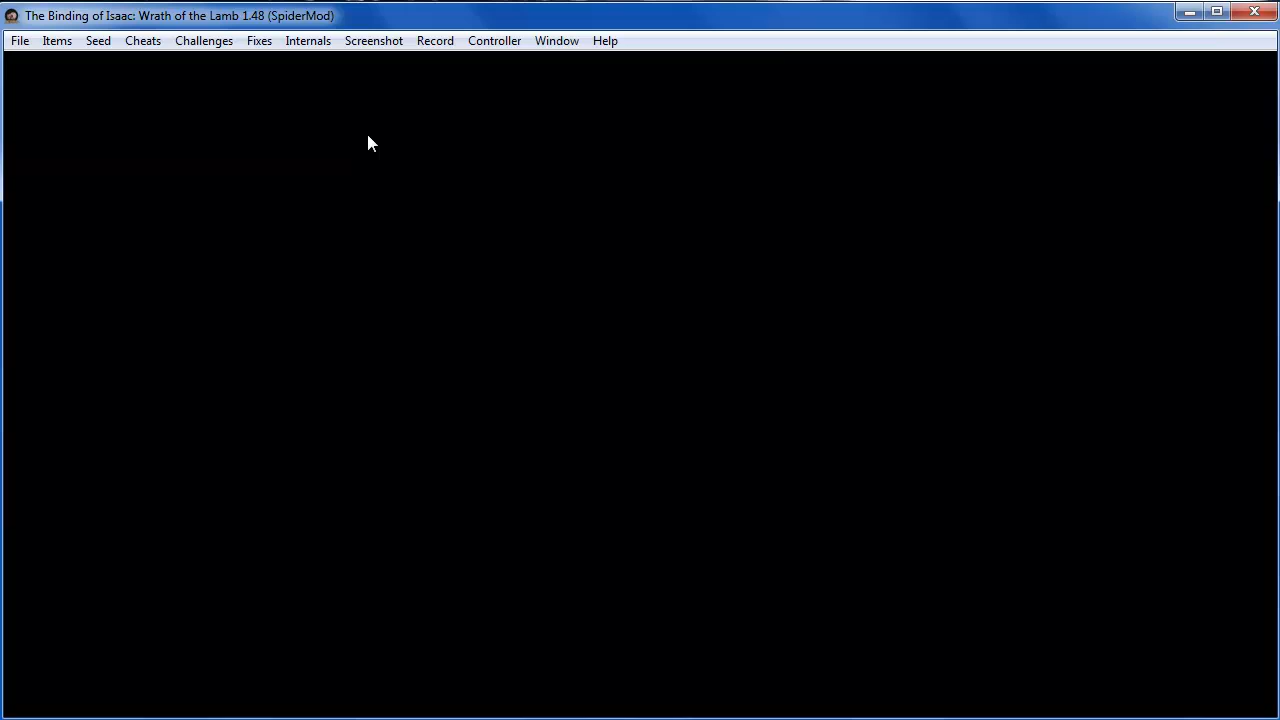 The Binding of Isaac: Wrath of the Lamb 1.48 (SpiderMod)
File Items Seed Cheats Challenges Fixes Internals Screenshot Record Controller Window Help